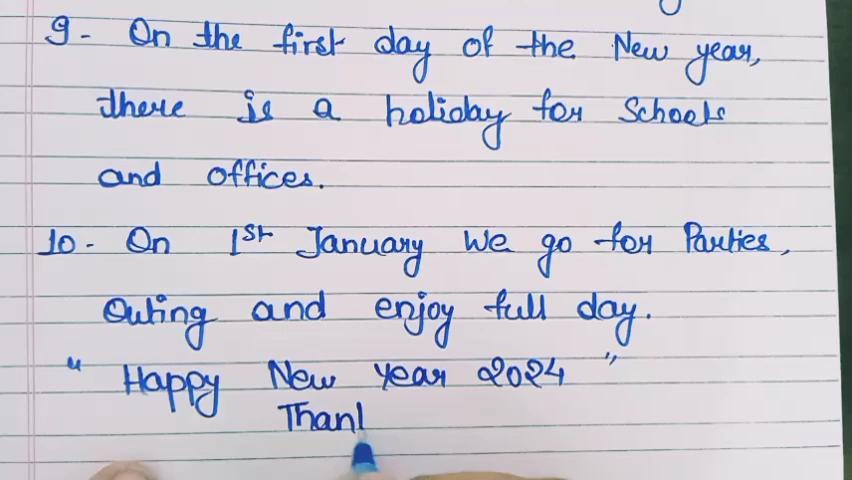 9- On the first day of the New year,
there is a holiday for Schools
and offices.
10- On 1st January We go for Parties,
Outing and enjoy full day.
" Happy New Year 2024 "
Than